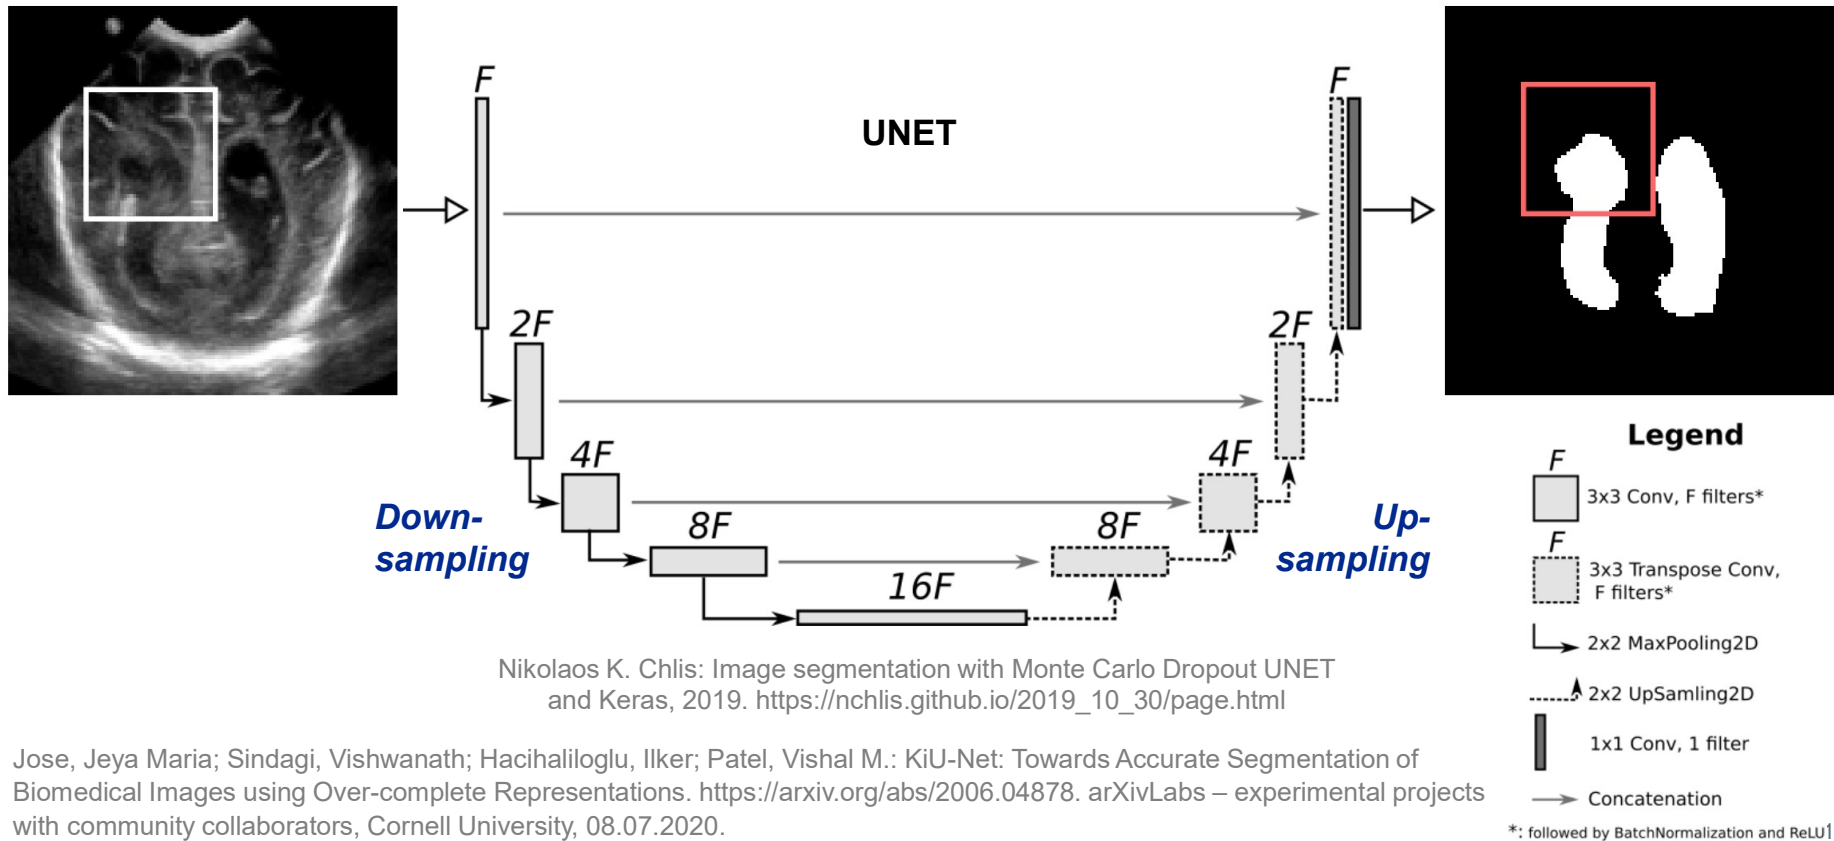 F
F
UNET
2F
2F
4F
4F
Down-
sampling
8F
8F
Up-
sampling
16F
Legend
F
3x3 Conv, F filters*
F
3x3 Transpose Conv,
F filters*
2x2 MaxPooling2D
2x2 UpSamling2D
1x1 Conv, 1 filter
Concatenation
*: followed by BatchNormalization and ReLU1
Nikolaos K. Chlis: Image segmentation with Monte Carlo Dropout UNET
and Keras, 2019. https://nchlis.github.io/2019_10_30/page.html
Jose, Jeya Maria; Sindagi, Vishwanath; Hacihaliloglu, Ilker; Patel, Vishal M.: KiU-Net: Towards Accurate Segmentation of
Biomedical Images using Over-complete Representations. https://arxiv.org/abs/2006.04878. arXivLabs – experimental projects
with community collaborators, Cornell University, 08.07.2020.